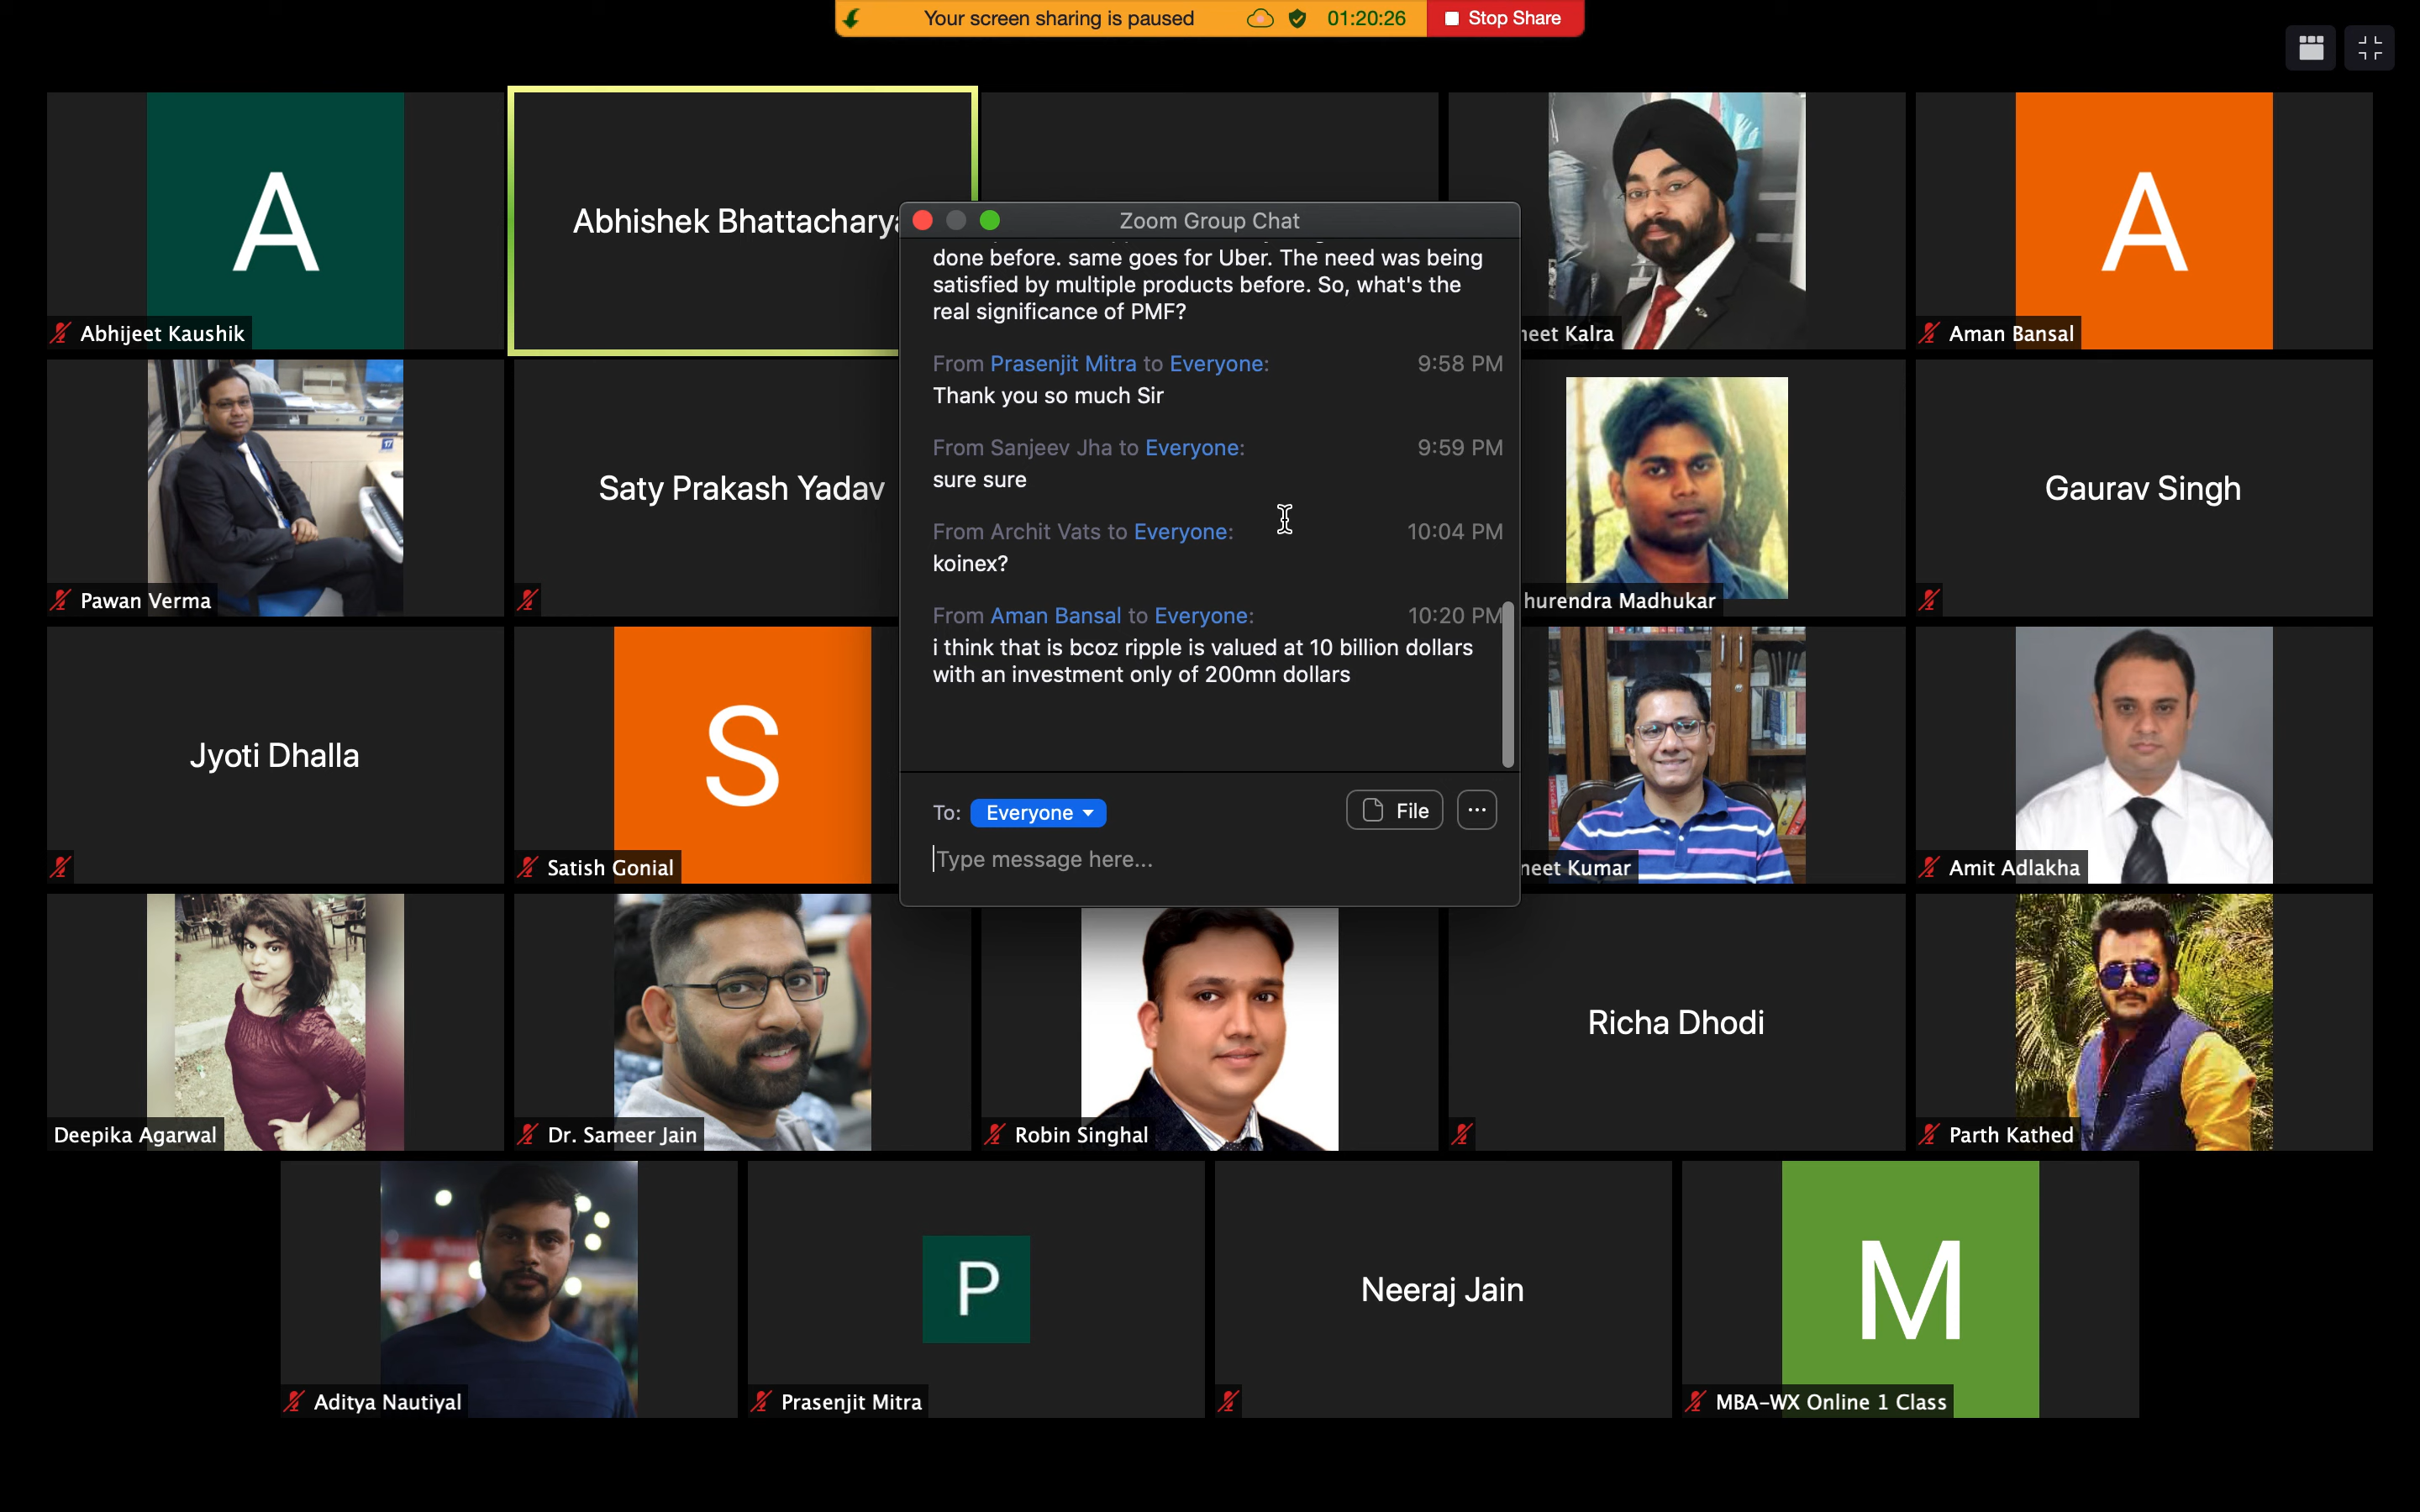 Your screen sharing is paused
01:20:26
Stop Share
A
Abhijeet Kaushik
Abhishek Bhattacharya
Kalra
A
Aman Bansal
Zoom Group Chat
done before. same goes for Uber. The need was being
satisfied by multiple products before. So, what's the
real significance of PMF?
From Prasenjit Mitra to Everyone: 9:58 PM
Thank you so much Sir
From Sanjeev Jha to Everyone: 9:59 PM
sure sure
From Archit Vats to Everyone: 10:04 PM
koinex?
From Aman Bansal to Everyone: 10:20 PM
i think that is bcoz ripple is valued at 10 billion dollars
with an investment only of 200mn dollars
To: Everyone
File
Type message here...
17
Pawan Verma
Saty Prakash Yadav
Madhukar
Gaurav Singh
Jyoti Dhalla
S
Satish Gonial
Kumar
Amit Adlakha
Deepika Agarwal
Dr. Sameer Jain
Robin Singhal
Richa Dhodi
Parth Kathed
Aditya Nautiyal
P
Prasenjit Mitra
Neeraj Jain
M
MBA-WX Online 1 Class